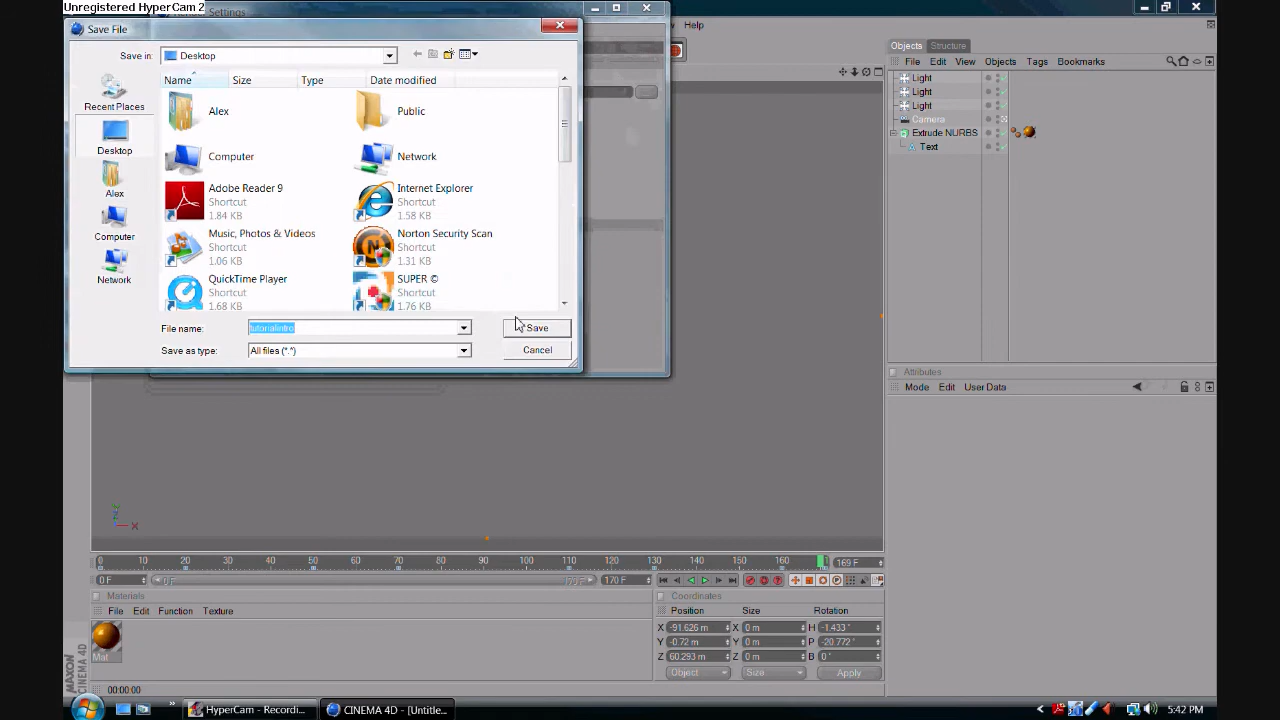 Unregistered HyperCam 2
Render Settings
Save File
Save in:
Desktop
Name Size Type Date modified
Recent Places
Desktop
Alex
Computer
Network
Alex
Public
Computer
Network
Adobe Reader 9
Shortcut
1.84 KB
Internet Explorer
Shortcut
1.58 KB
Music, Photos & Videos
Shortcut
1.06 KB
Norton Security Scan
Shortcut
1.31 KB
QuickTime Player
Shortcut
1.68 KB
SUPER ©
Shortcut
1.76 KB
File name:
tutorialintro
Save
Save as type:
All files (*.*)
Cancel
Help
Objects Structure
File Edit View Objects Tags Bookmarks
Light
Light
Light
Camera
Extrude NURBS
Text
Attributes
Mode Edit User Data
Y
Z
X
0 10 20 30 40 50 60 70 80 90 100 110 120 130 140 150 160
169 F
0 F
0 F
170 F
170 F
Materials
File Edit Function Texture
Mat
Coordinates
Position Size Rotation
X -91.626 m X 0 m H -1.433 °
Y -0.72 m Y 0 m P -20.772 °
Z 60.293 m Z 0 m B 0 °
Object Size Apply
MAXON
CINEMA 4D
00:00:00
HyperCam - Recordi...
CINEMA 4D - [Untitle...
5:42 PM